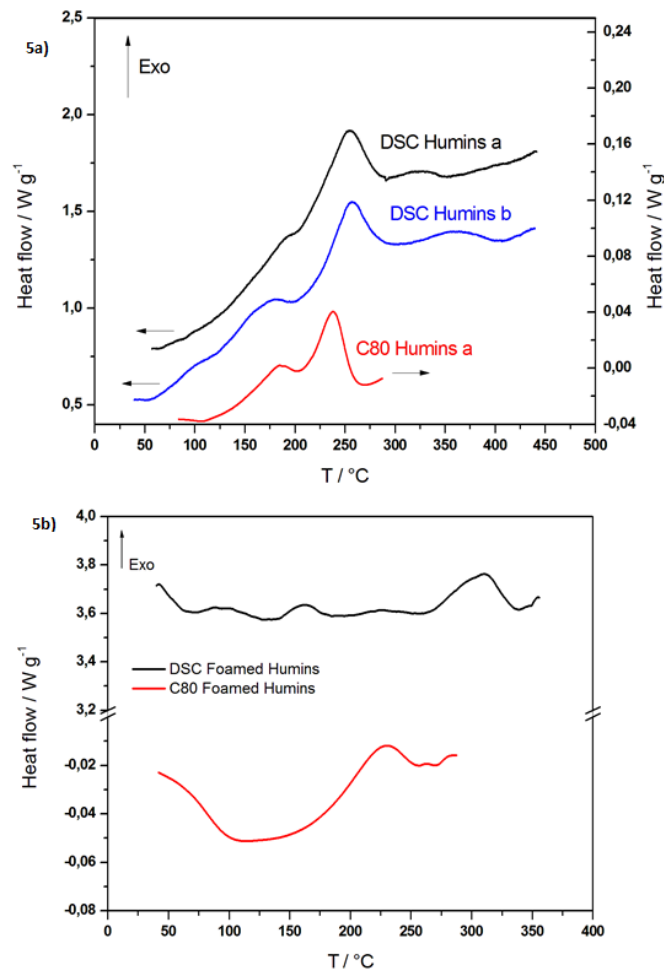 5a)
Exo
2,5
2,0
1,5
1,0
0,5
Heat flow / W g⁻¹
0,24
0,20
0,16
0,12
0,08
0,04
0,00
-0,04
Heat flow / W g⁻¹
DSC Humins a
DSC Humins b
C80 Humins a
0 50 100 150 200 250 300 350 400 450 500
T / °C
5b)
Exo
4,0
3,8
3,6
3,4
3,2
-0,02
-0,04
-0,06
-0,08
Heat flow / W g⁻¹
DSC Foamed Humins
C80 Foamed Humins
0 50 100 150 200 250 300 350 400
T / °C